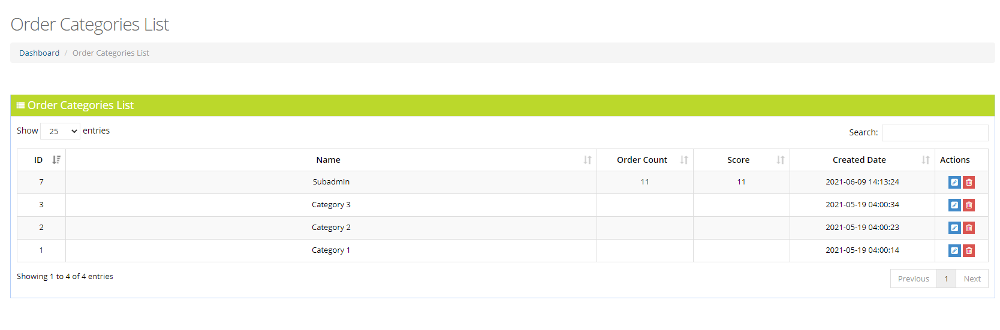 Order Categories List
Dashboard / Order Categories List
Order Categories List
Show 25 entries
Search:
ID Name Order Count Score Created Date Actions
7 Subadmin 11 11 2021-06-09 14:13:24
3 Category 3 2021-05-19 04:00:34
2 Category 2 2021-05-19 04:00:23
1 Category 1 2021-05-19 04:00:14
Showing 1 to 4 of 4 entries
Previous 1 Next